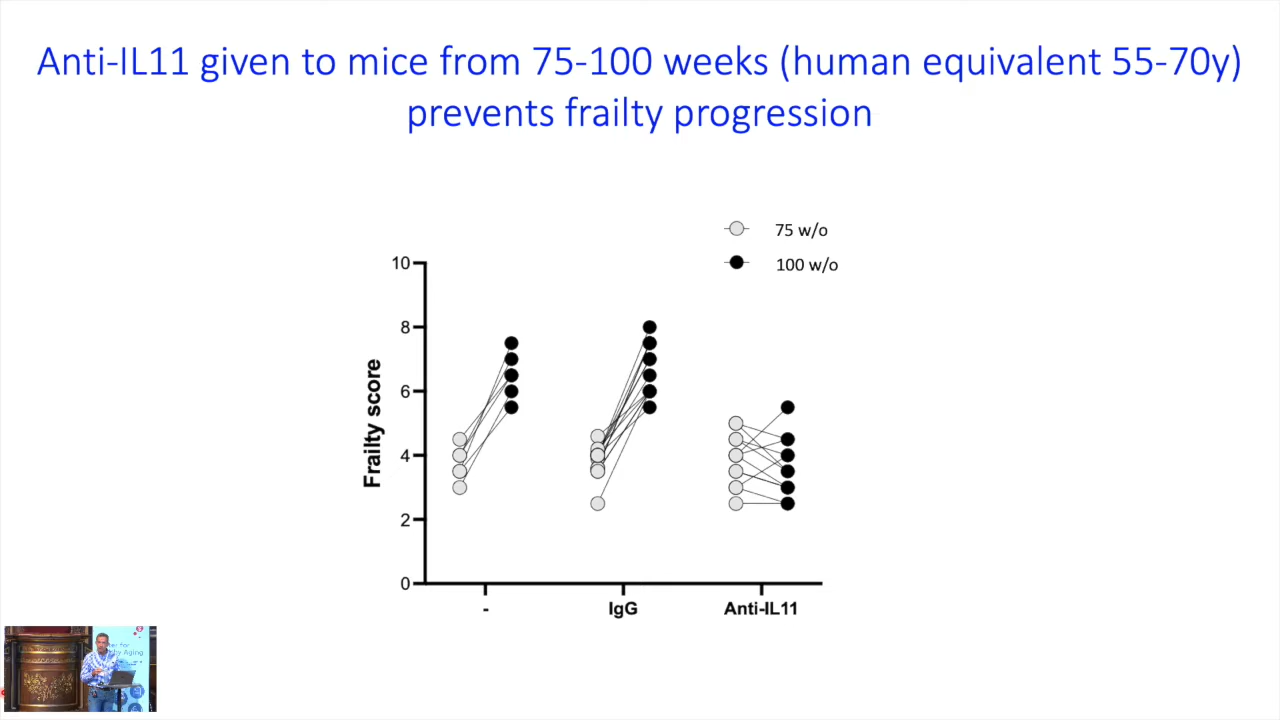 Anti-IL11 given to mice from 75-100 weeks (human equivalent 55-70y)
prevents frailty progression
75 w/o
100 w/o
10
8
6
4
2
0
Frailty score
-
IgG
Anti-IL11
Aging